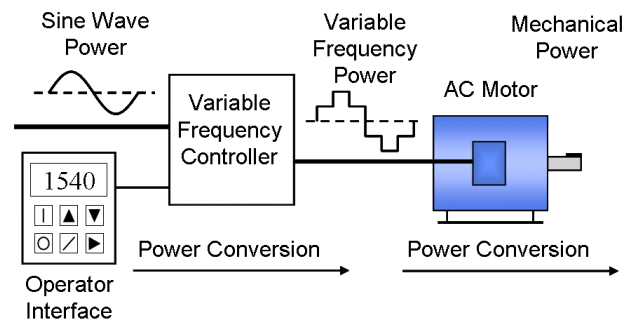 Sine Wave
Power
Variable
Frequency
Power
Mechanical
Power
AC Motor
Variable
Frequency
Controller
1540
Operator
Interface
Power Conversion
Power Conversion